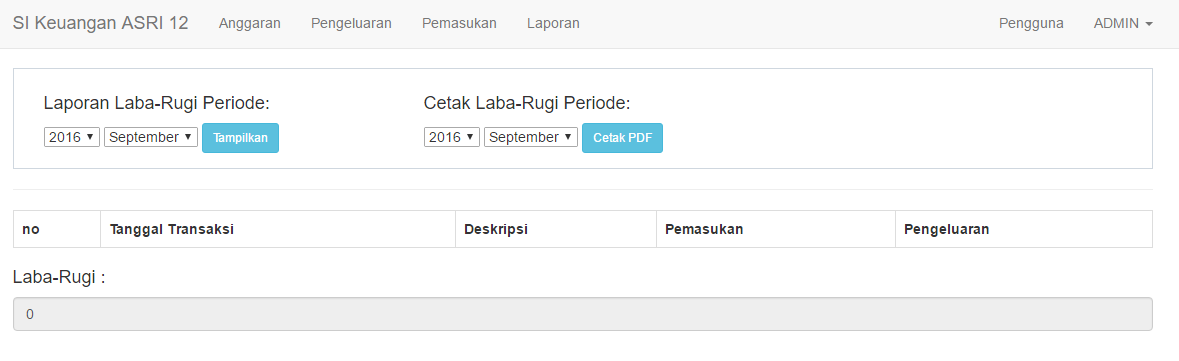 SI Keuangan ASRI 12 Anggaran Pengeluaran Pemasukan Laporan Pengguna ADMIN
Laporan Laba-Rugi Periode: Cetak Laba-Rugi Periode:
2016 September Tampilkan 2016 September Cetak PDF
no Tanggal Transaksi Deskripsi Pemasukan Pengeluaran
Laba-Rugi :
0